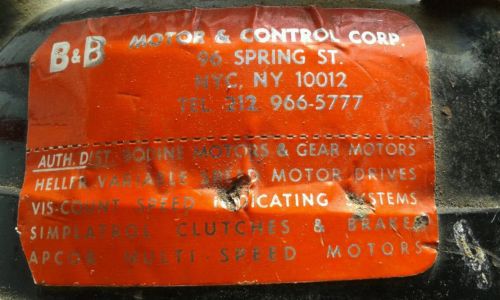 B&B MOTOR & CONTROL CORP.
96 SPRING ST.
NYC, NY 10012
TEL. 212 966-5777
AUTH. DIST. BODINE MOTORS & GEAR MOTORS
HELLER VARIABLE SPEED MOTOR DRIVES
VIS-COUNT SPEED INDICATING SYSTEMS
SIMPLATROL CLUTCHES & BRAKES
APCOR MULTI-SPEED MOTORS